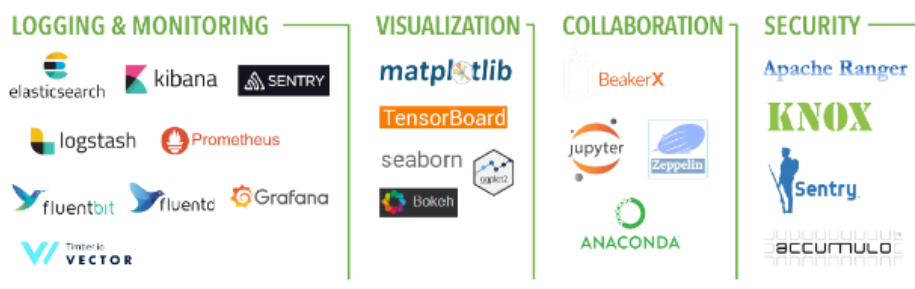 LOGGING & MONITORING
elasticsearch
kibana
SENTRY
logstash
Prometheus
fluentbit
fluentd
Grafana
Timber.io
VECTOR
VISUALIZATION
matplotlib
TensorBoard
seaborn
ggplot2
Bokeh
COLLABORATION
BeakerX
jupyter
Zeppelin
ANACONDA
SECURITY
Apache Ranger
KNOX
Sentry
accumulo